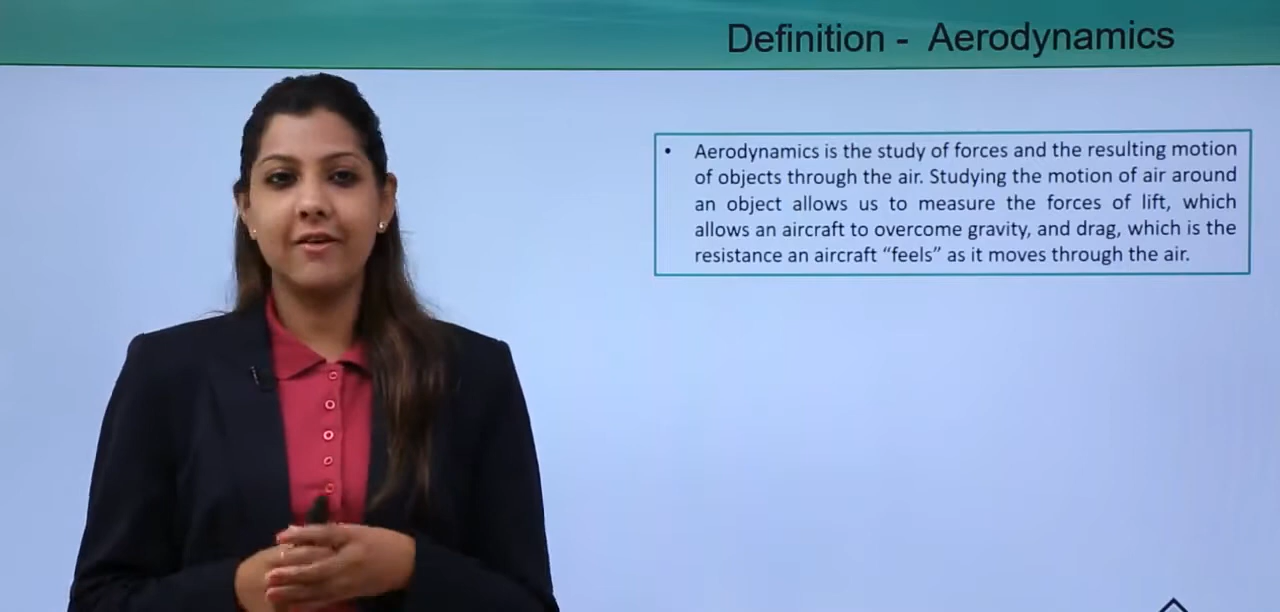 Definition - Aerodynamics
• Aerodynamics is the study of forces and the resulting motion
of objects through the air. Studying the motion of air around
an object allows us to measure the forces of lift, which
allows an aircraft to overcome gravity, and drag, which is the
resistance an aircraft “feels” as it moves through the air.